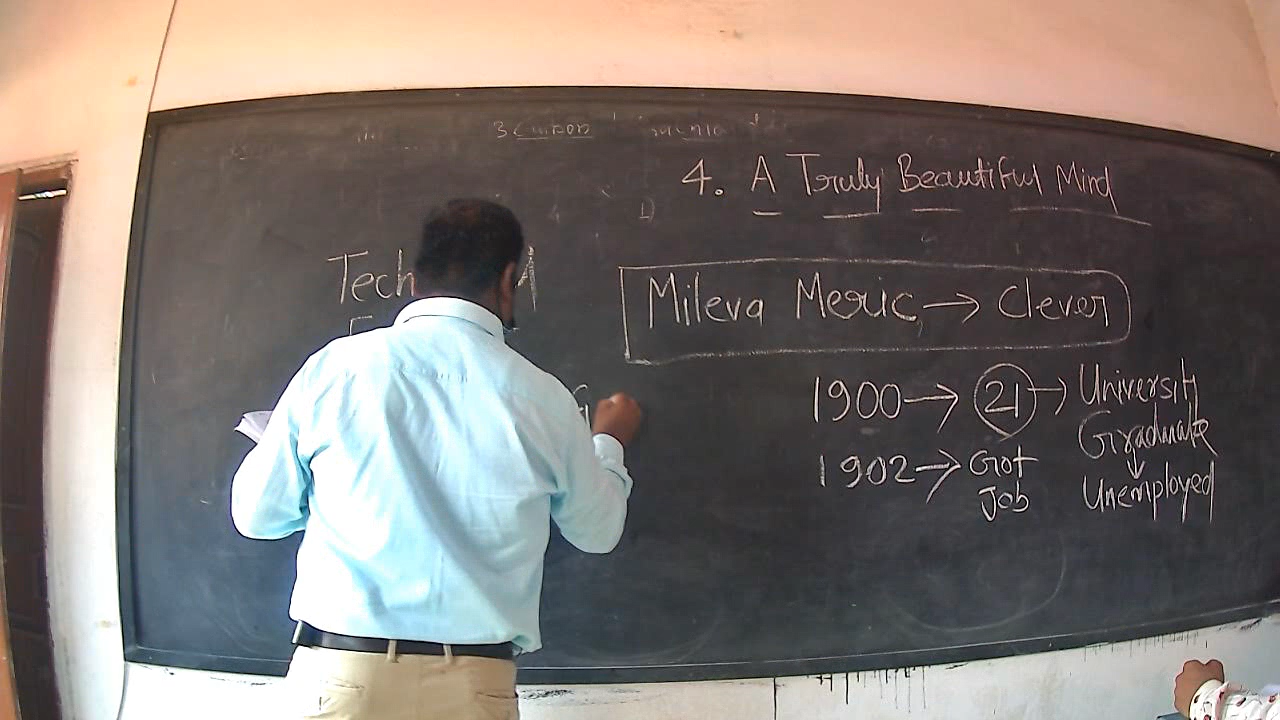 4. A Truly Beautiful Mind
Tech
Mileva Meric, → Clever
1900 → 21 → University
Graduate
1902 → Got
Job
Unemployed